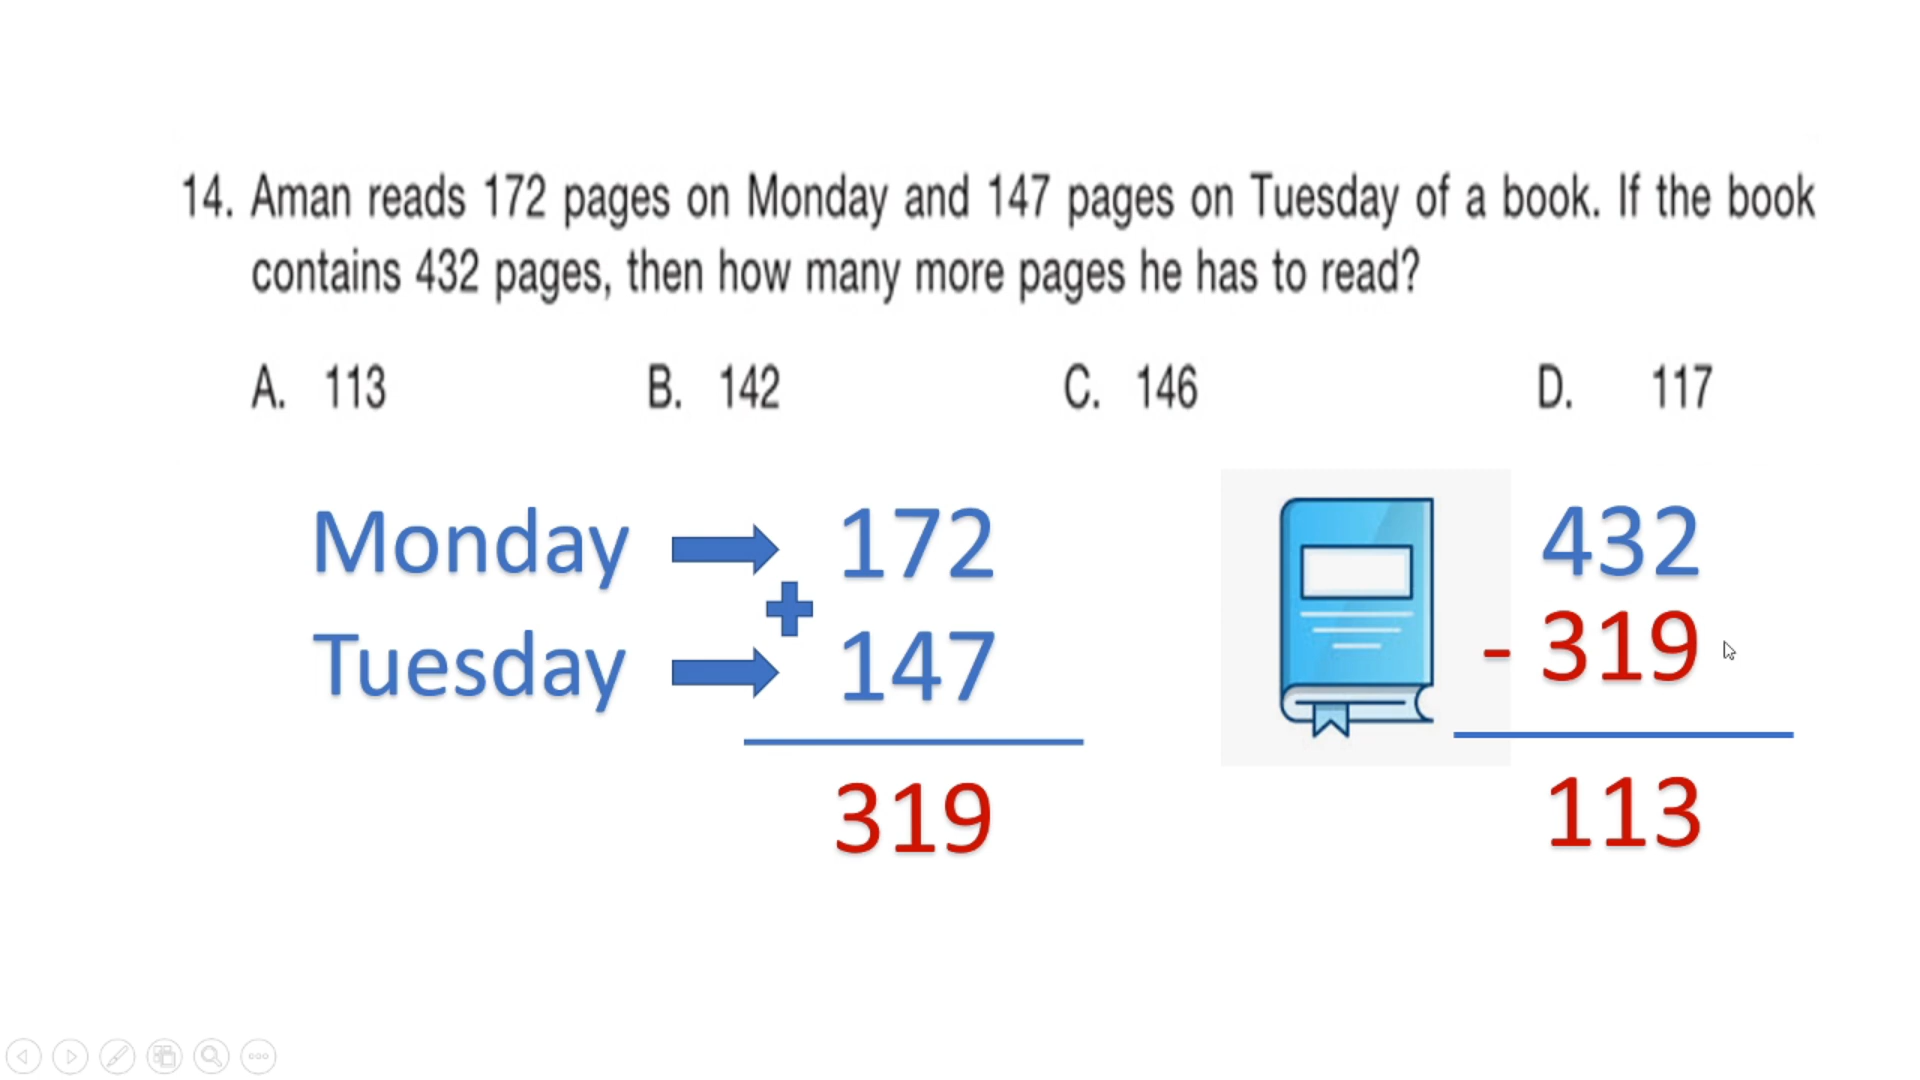 14. Aman reads 172 pages on Monday and 147 pages on Tuesday of a book. If the book
contains 432 pages, then how many more pages he has to read?
A. 113 B. 142 C. 146 D. 117
Monday 172
+
Tuesday 147
319
432
- 319
113